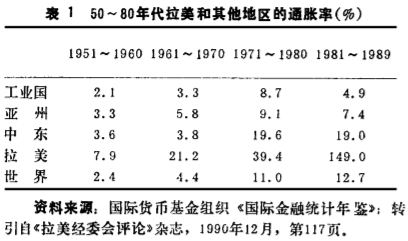 表 1 50～80年代拉美和其他地区的通胀率(%)
1951～1960 1961～1970 1971～1980 1981～1989
工业国 2.1 3.3 8.7 4.9
亚州 3.3 5.8 9.1 7.4
中东 3.6 3.8 19.6 19.0
拉美 7.9 21.2 39.4 149.0
世界 2.4 4.4 11.0 12.7
资料来源：国际货币基金组织《国际金融统计年鉴》；转
引自《拉美经委会评论》杂志，1990年12月，第117页。